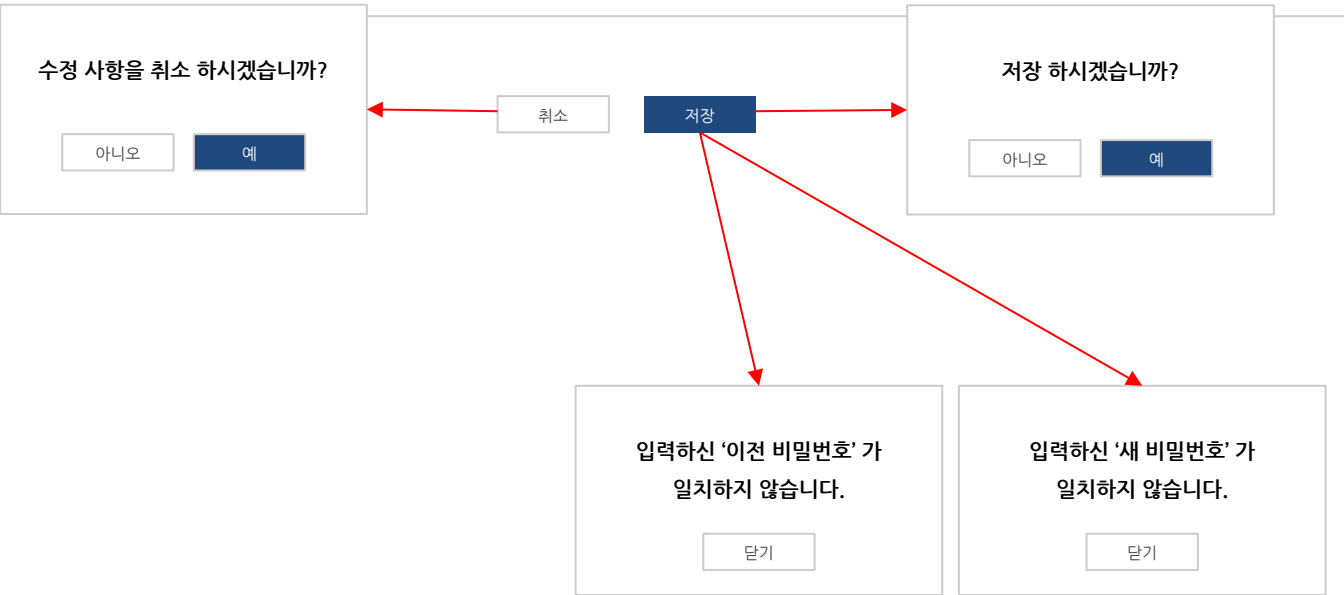 수정 사항을 취소 하시겠습니까?
아니오
예
취소
저장
저장 하시겠습니까?
아니오
예
입력하신 ‘이전 비밀번호’ 가
일치하지 않습니다.
닫기
입력하신 ‘새 비밀번호’ 가
일치하지 않습니다.
닫기